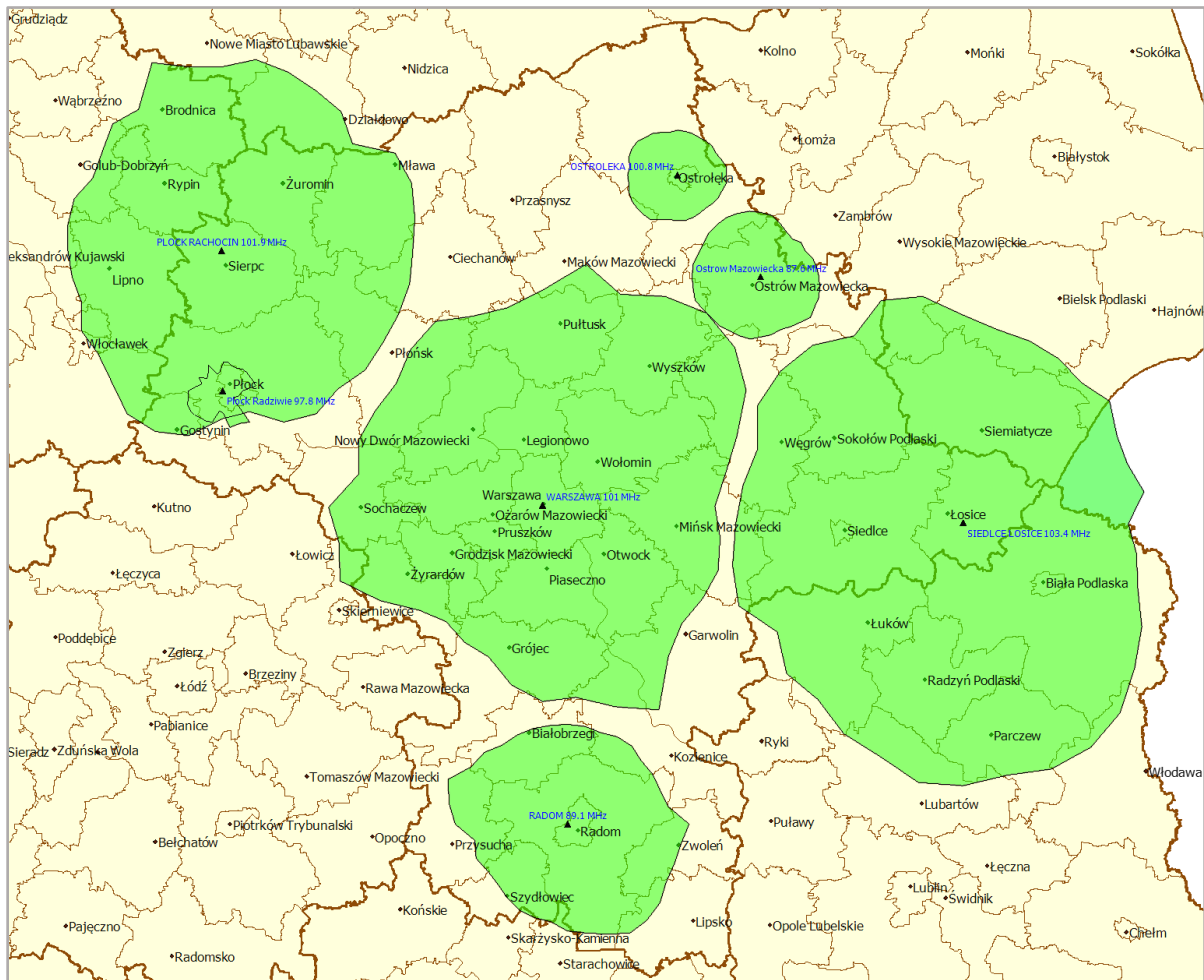 Grudziądz
Nowe Miasto Lubawskie
Kolno
Mońki
Sokółka
Nidzica
Wąbrzeźno
Brodnica
Działdowo
Łomża
Białystok
Golub-Dobrzyń
Mława
OSTROLEKA 100.8 MHz
Ostrołęka
Rypin
Żuromin
Przasnysz
Zambrów
PLOCK RACHOCIN 101.9 MHz
Wysokie Mazowieckie
eksandrów Kujawski
Sierpc
Ciechanów
Maków Mazowiecki
Ostrow Mazowiecka 87.6 MHz
Lipno
Ostrów Mazowiecka
Bielsk Podlaski
Hajnów
Pułtusk
Włocławek
Płońsk
Wyszków
Płock
Plock Radziwie 97.8 MHz
Gostynin
Nowy Dwór Mazowiecki
Legionowo
Węgrów
Sokołów Podlaski
Siemiatycze
Wołomin
Warszawa
WARSZAWA 101 MHz
Kutno
Sochaczew
Ożarów Mazowiecki
Łosice
Pruszków
Mińsk Mazowiecki
Siedlce
SIEDLCE LOSICE 103.4 MHz
Łowicz
Grodzisk Mazowiecki
Otwock
Łęczyca
Żyrardów
Piaseczno
Biała Podlaska
Skierniewice
Łuków
Poddębice
Garwolin
Zgierz
Grójec
Brzeziny
Łódź
Rawa Mazowiecka
Radzyń Podlaski
Pabianice
Białobrzegi
Parczew
Sieradz
Zduńska Wola
Ryki
Kozienice
Tomaszów Mazowiecki
Włodawa
Lubartów
RADOM 89.1 MHz
Piotrków Trybunalski
Radom
Puławy
Bełchatów
Opoczno
Przysucha
Zwoleń
Łęczna
Lublin
Szydłowiec
Świdnik
Końskie
Pajęczno
Lipsko
Opole Lubelskie
Chełm
Skarżysko-Kamienna
Radomsko
Starachowice